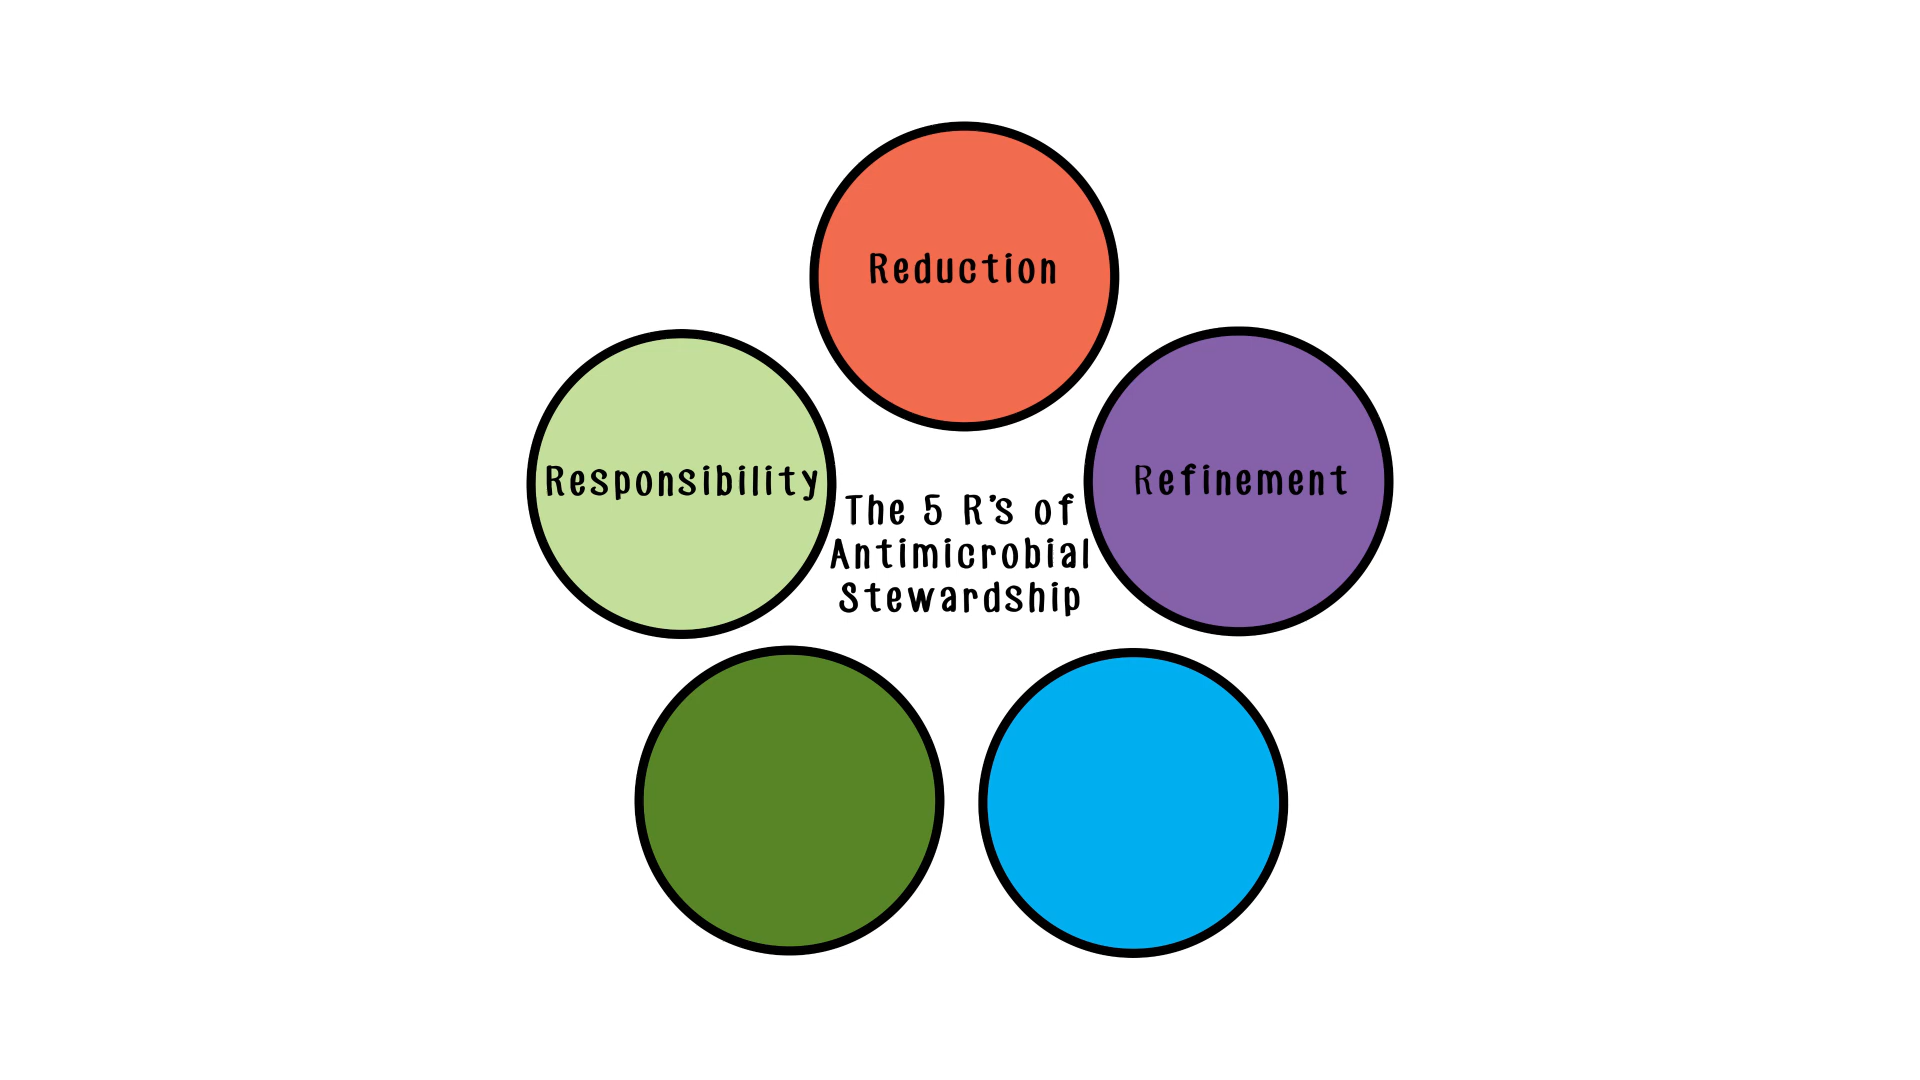 Reduction
Responsibility
Refinement
The 5 R's of
Antimicrobial
Stewardship